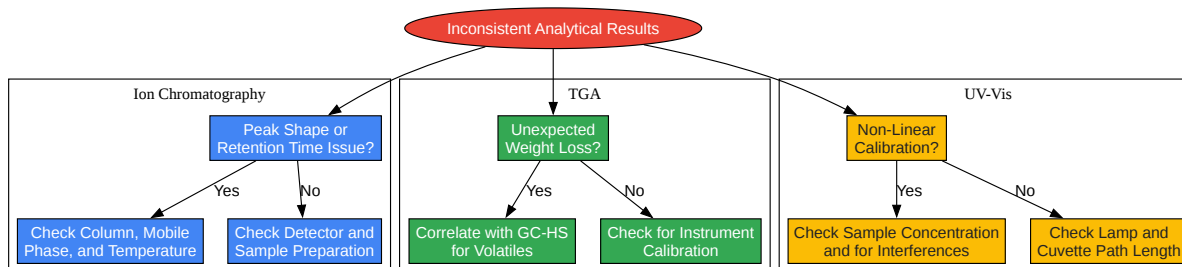 Inconsistent Analytical Results
Ion Chromatography
TGA
UV-Vis
Peak Shape or
Retention Time Issue?
Unexpected
Weight Loss?
Non-Linear
Calibration?
Yes
No
Yes
No
Yes
No
Check Column, Mobile
Phase, and Temperature
Check Detector and
Sample Preparation
Correlate with GC-HS
for Volatiles
Check for Instrument
Calibration
Check Sample Concentration
and for Interferences
Check Lamp and
Cuvette Path Length